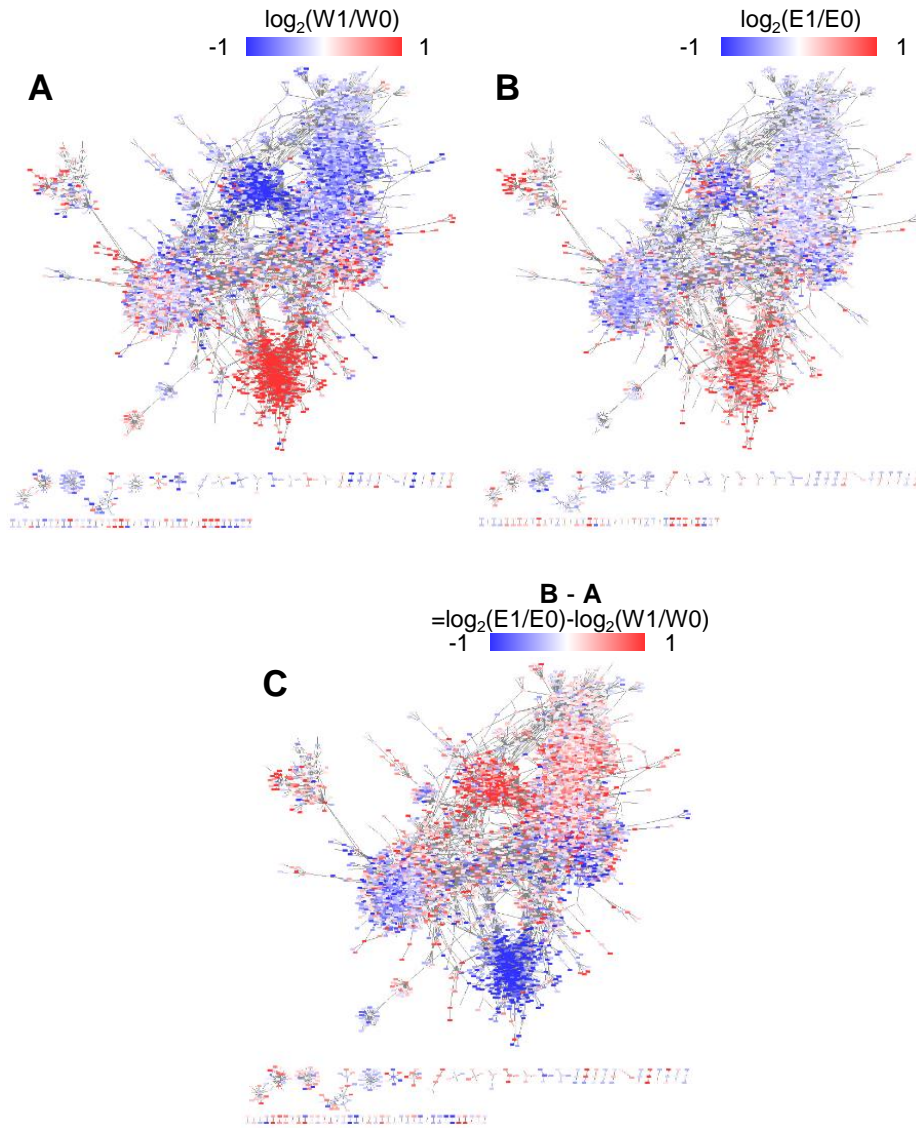 log₂(W1/W0)
-1 1
A
log₂(E1/E0)
-1 1
B
B - A
=log₂(E1/E0)-log₂(W1/W0)
-1 1
C